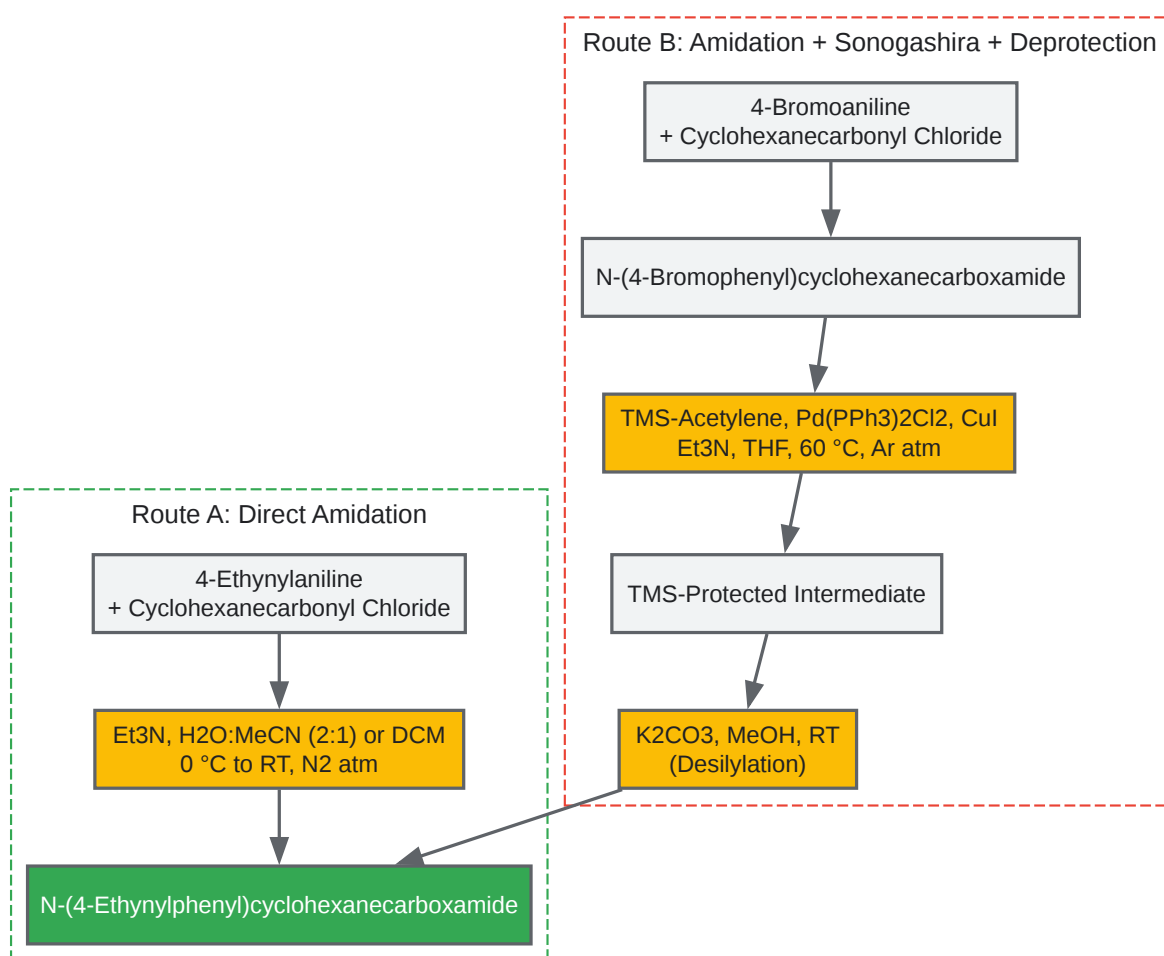 Route B: Amidation + Sonogashira + Deprotection
4-Bromoaniline
+ Cyclohexanecarbonyl Chloride
N-(4-Bromophenyl)cyclohexanecarboxamide
TMS-Acetylene, Pd(PPh3)2Cl2, CuI
Et3N, THF, 60 °C, Ar atm
TMS-Protected Intermediate
K2CO3, MeOH, RT
(Desilylation)
Route A: Direct Amidation
4-Ethynylaniline
+ Cyclohexanecarbonyl Chloride
Et3N, H2O:MeCN (2:1) or DCM
0 °C to RT, N2 atm
N-(4-Ethynylphenyl)cyclohexanecarboxamide